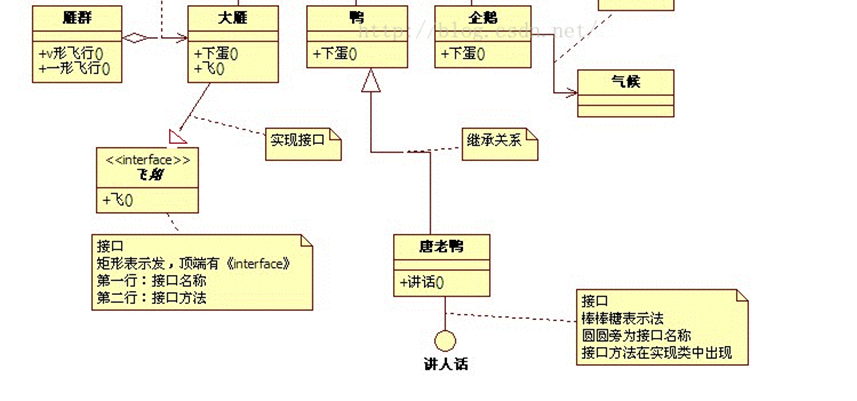 雁群
大雁
鸭
企鹅
http://blog.csdn.net/
+v形飞行()
+一形飞行()
+下蛋()
+飞()
+下蛋()
+下蛋()
气候
实现接口
继承关系
<<interface>>
飞翔
+飞()
接口
矩形表示发，顶端有《interface》
第一行：接口名称
第二行：接口方法
唐老鸭
+讲话()
接口
棒棒糖表示法
圆圆旁为接口名称
接口方法在实现类中出现
讲人话